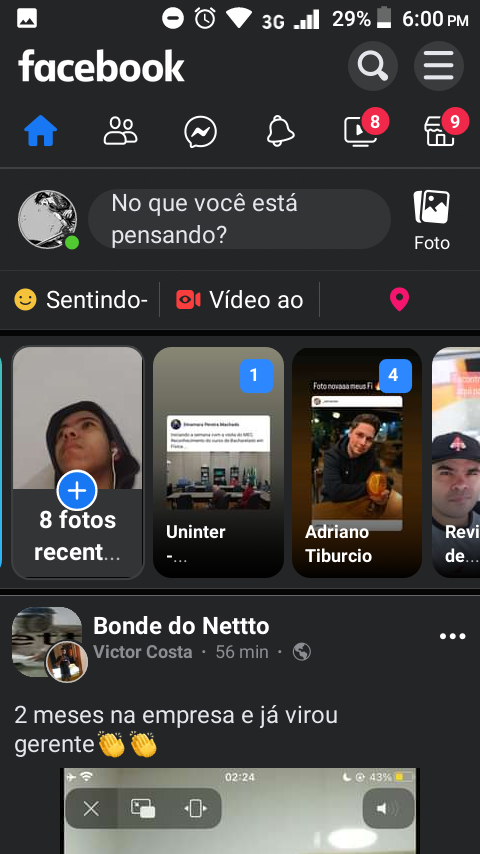 3G 29% 6:00 PM
facebook
8
9
No que você está
pensando?
Foto
Sentindo-
Vídeo ao
1
4
Foto novaaa meus Fi
Uninter
-...
Adriano
Tiburcio
Revi
de...
8 fotos
recent...
Bonde do Nettto
Victor Costa · 56 min ·
2 meses na empresa e já virou
gerente👏👏
02:24
43%